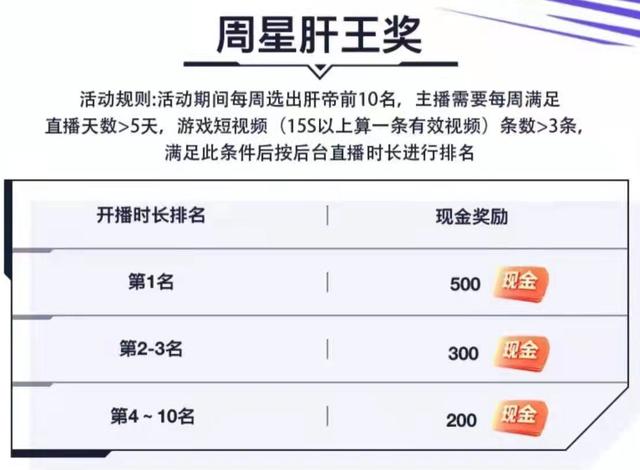 周星肝王奖
活动规则:活动期间每周选出肝帝前10名，主播需要每周满足
直播天数>5天，游戏短视频（15S以上算一条有效视频）条数>3条，
满足此条件后按后台直播时长进行排名
开播时长排名 | 现金奖励
第1名 | 500 现金
第2-3名 | 300 现金
第4~10名 | 200 现金